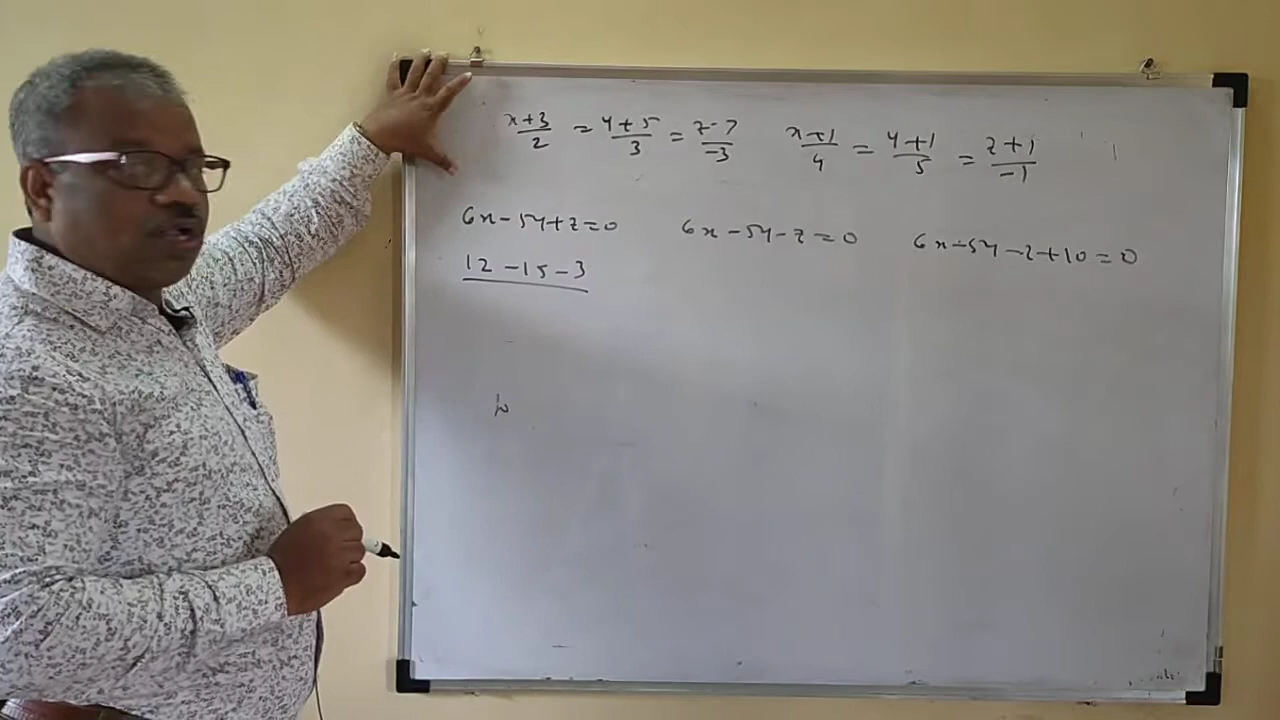 x+3/2 = y+5/3 = z-7/-3 x+1/4 = y+1/5 = z+1/-1
6x-5y+z=0 6x-5y-z=0 6x-5y-z+10=0
12-15-3